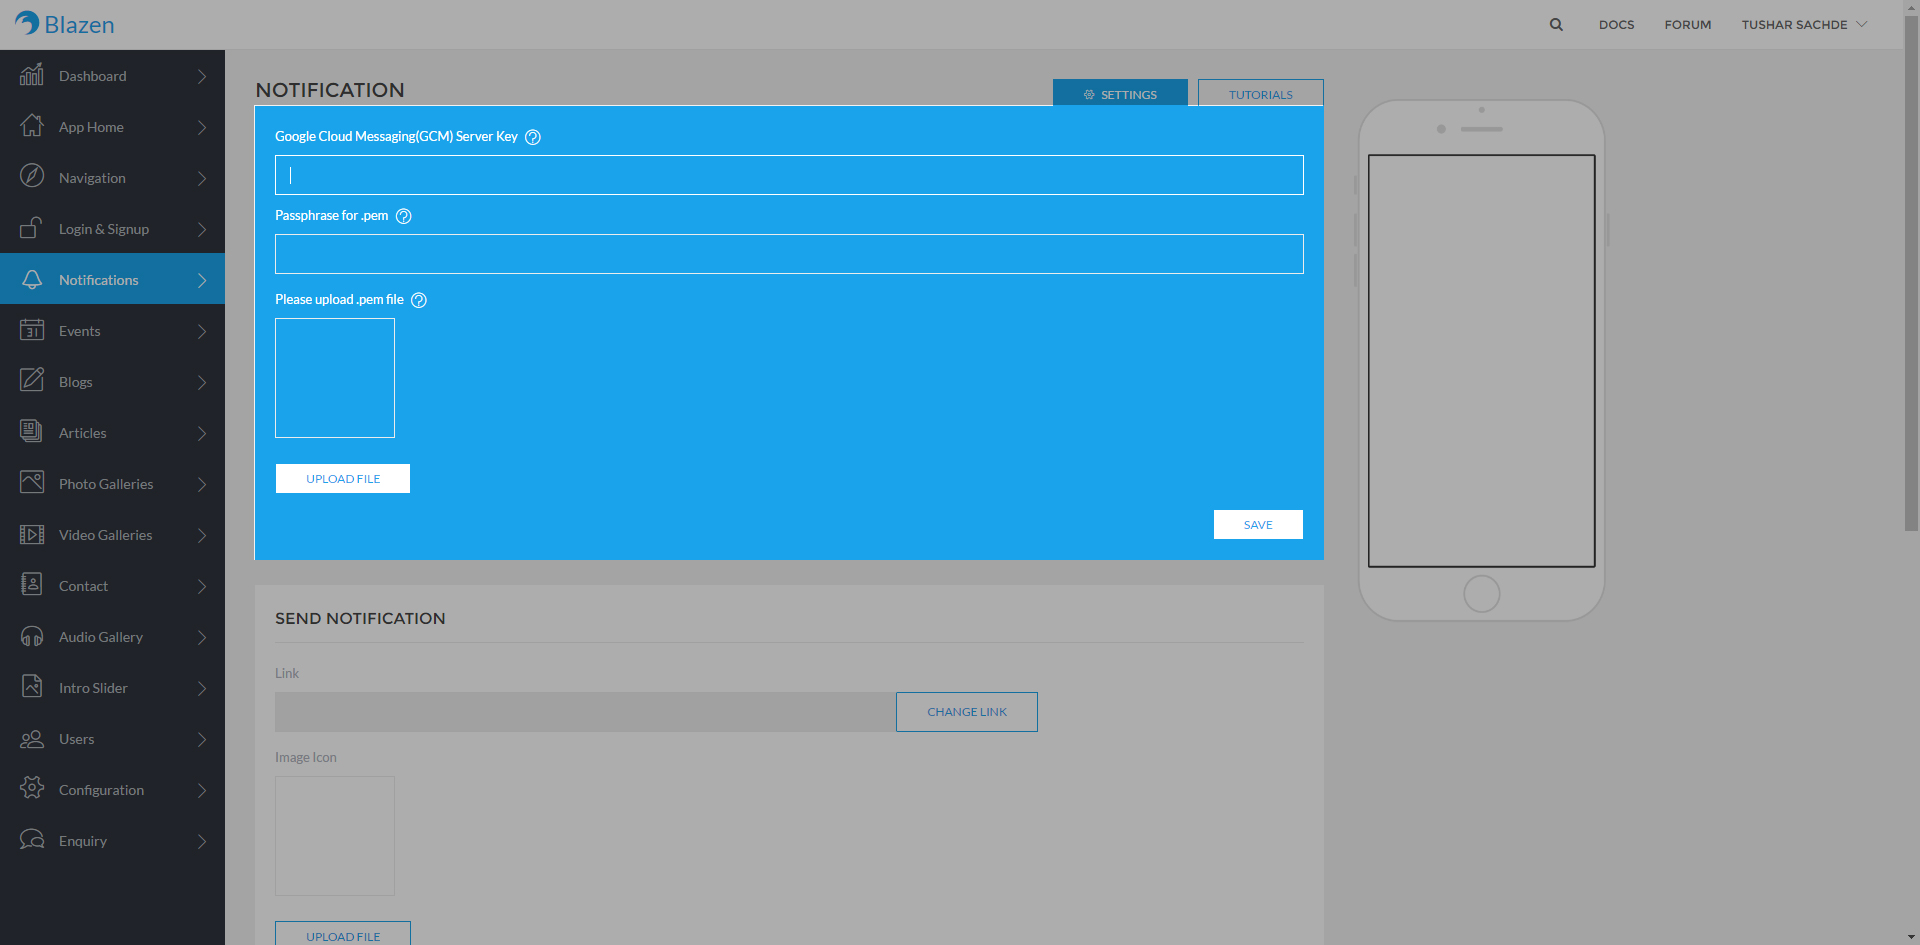 Blazen
DOCS
FORUM
TUSHAR SACHDE
Dashboard
App Home
Navigation
Login & Signup
Notifications
Events
31
Blogs
Articles
Photo Galleries
Video Galleries
Contact
Audio Gallery
Intro Slider
Users
Configuration
Enquiry
NOTIFICATION
SETTINGS
TUTORIALS
Google Cloud Messaging(GCM) Server Key ?
Passphrase for .pem ?
Please upload .pem file ?
UPLOAD FILE
SAVE
SEND NOTIFICATION
Link
CHANGE LINK
Image Icon
UPLOAD FILE